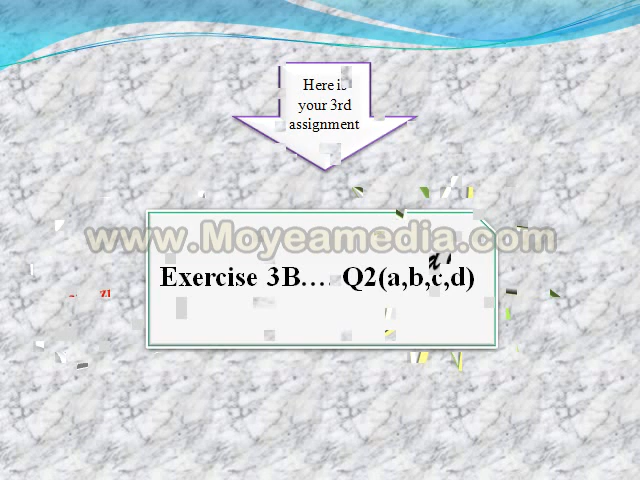 Here is
your 3rd
assignment
www.Moyeamedia.com
Exercise 3B.... Q2(a,b,c,d)